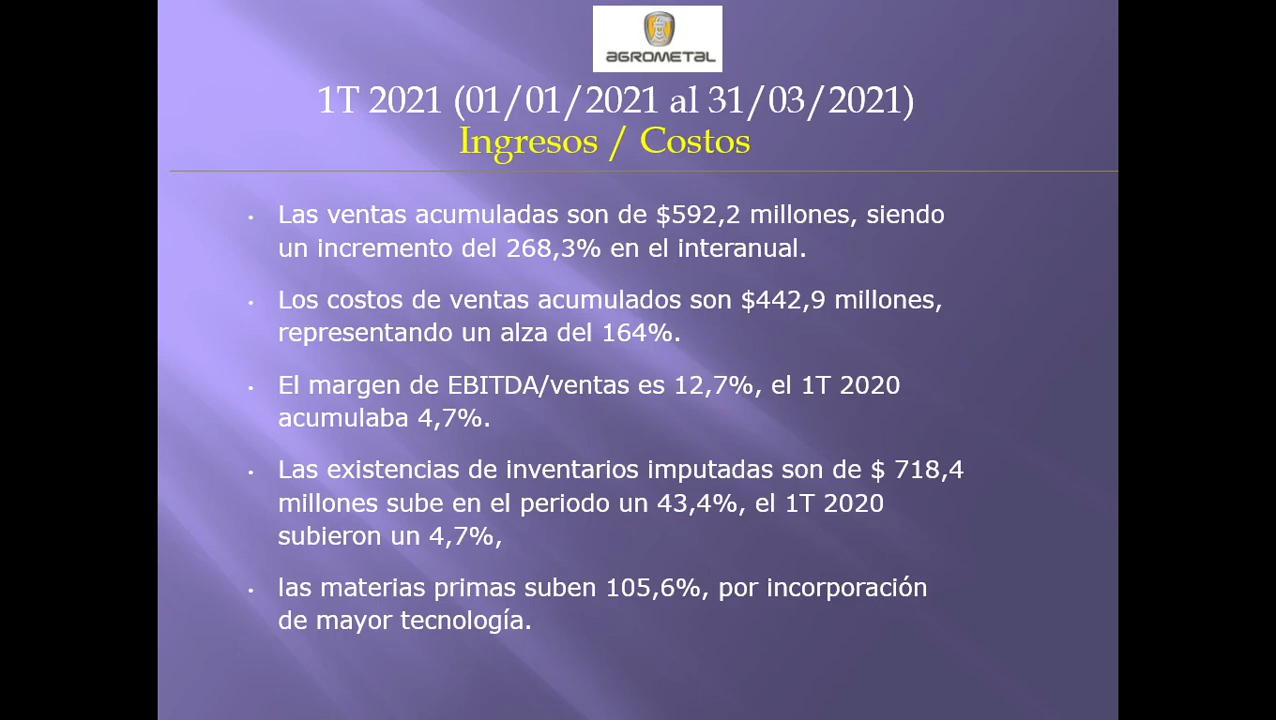 AGROMETAL
1T 2021 (01/01/2021 al 31/03/2021)
Ingresos / Costos
• Las ventas acumuladas son de $592,2 millones, siendo
un incremento del 268,3% en el interanual.
• Los costos de ventas acumulados son $442,9 millones,
representando un alza del 164%.
• El margen de EBITDA/ventas es 12,7%, el 1T 2020
acumulaba 4,7%.
• Las existencias de inventarios imputadas son de $ 718,4
millones sube en el periodo un 43,4%, el 1T 2020
subieron un 4,7%,
• las materias primas suben 105,6%, por incorporación
de mayor tecnología.